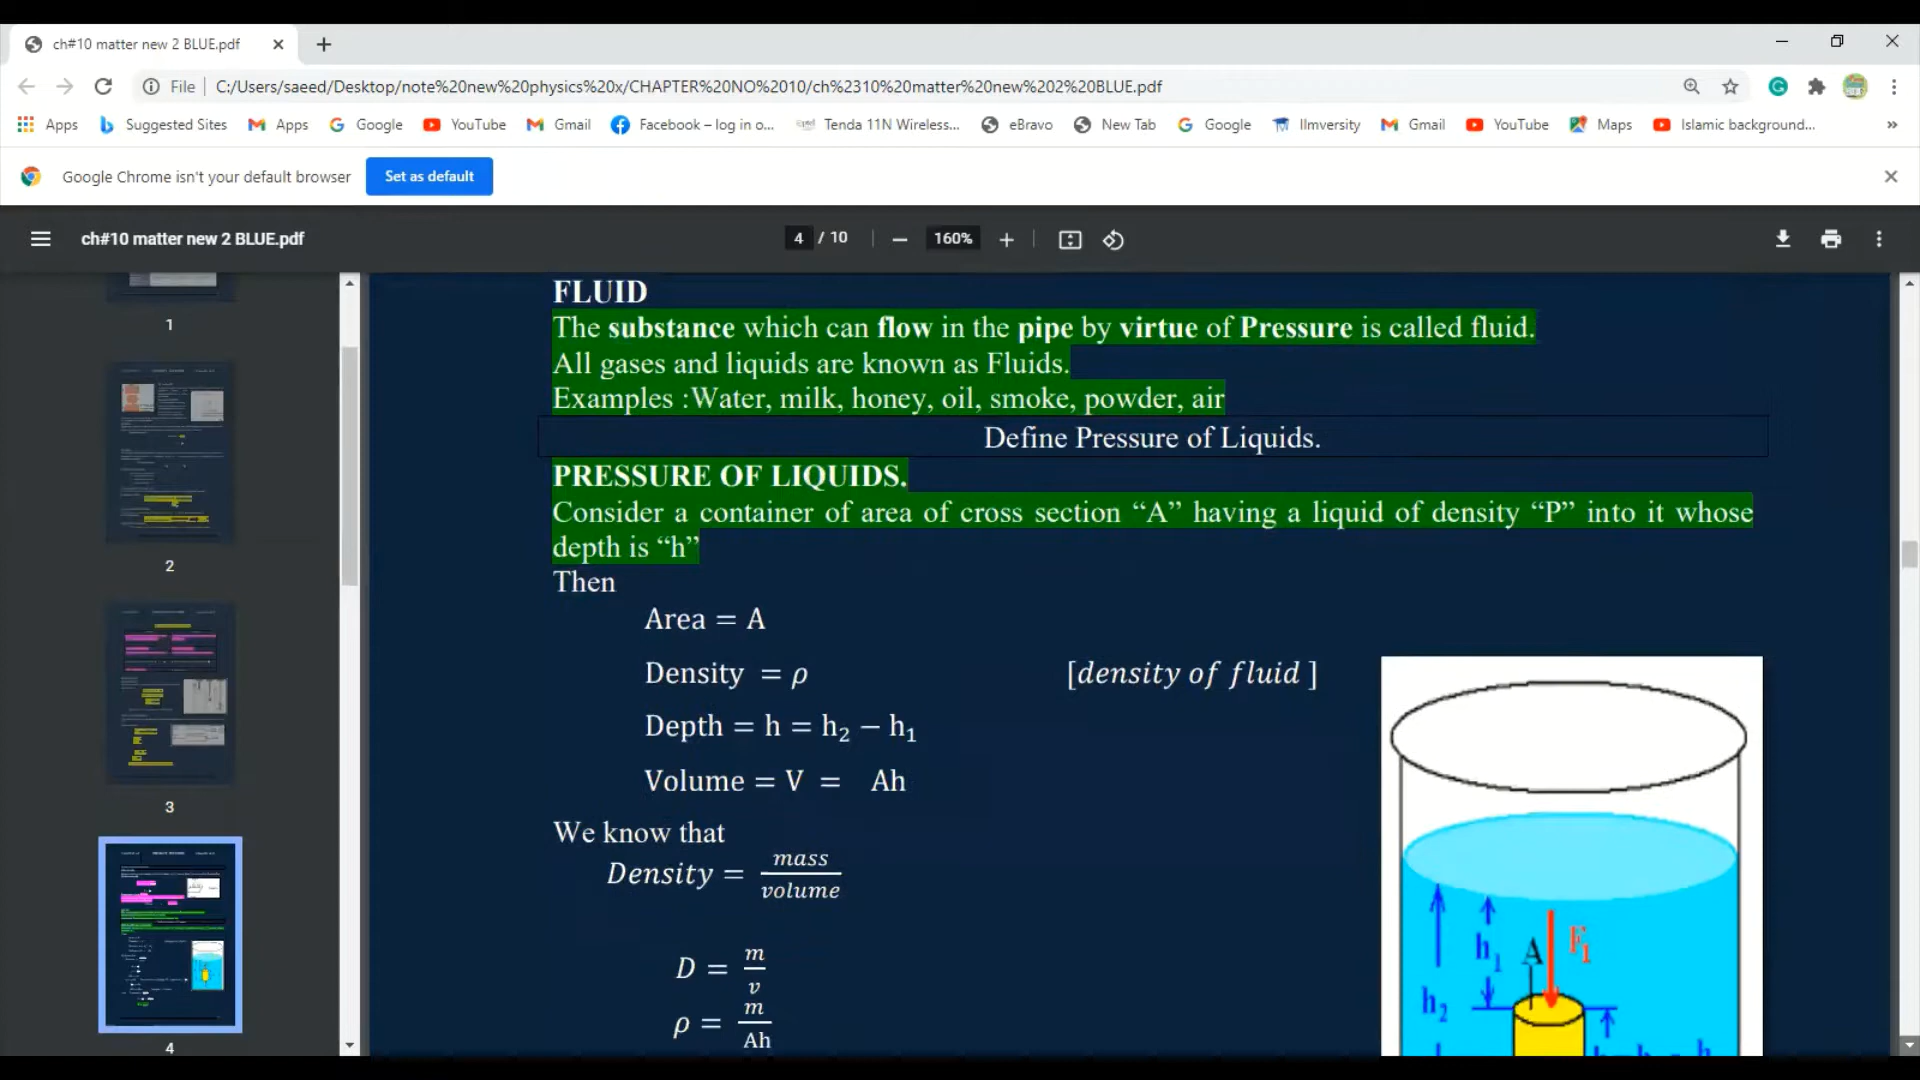 ch#10 matter new 2 BLUE.pdf
File
C:/Users/saeed/Desktop/note%20new%20physics%20x/CHAPTER%20NO%2010/ch%2310%20matter%20new%202%20BLUE.pdf
Apps Suggested Sites Apps Google YouTube Gmail Facebook – log in o... Tenda 11N Wireless... eBravo New Tab Google IImversity Gmail YouTube Maps Islamic background... »
Google Chrome isn't your default browser Set as default
ch#10 matter new 2 BLUE.pdf 4 / 10 160%
1
2
3
4
FLUID
The substance which can flow in the pipe by virtue of Pressure is called fluid.
All gases and liquids are known as Fluids.
Examples :Water, milk, honey, oil, smoke, powder, air
Define Pressure of Liquids.
PRESSURE OF LIQUIDS.
Consider a container of area of cross section “A” having a liquid of density “P” into it whose
depth is “h”
Then
Area = A
Density = ρ [density of fluid ]
Depth = h = h₂ − h₁
Volume = V = Ah
We know that
Density = mass/volume
D = m/v
ρ = m/Ah
h₁ A F₁
h₂